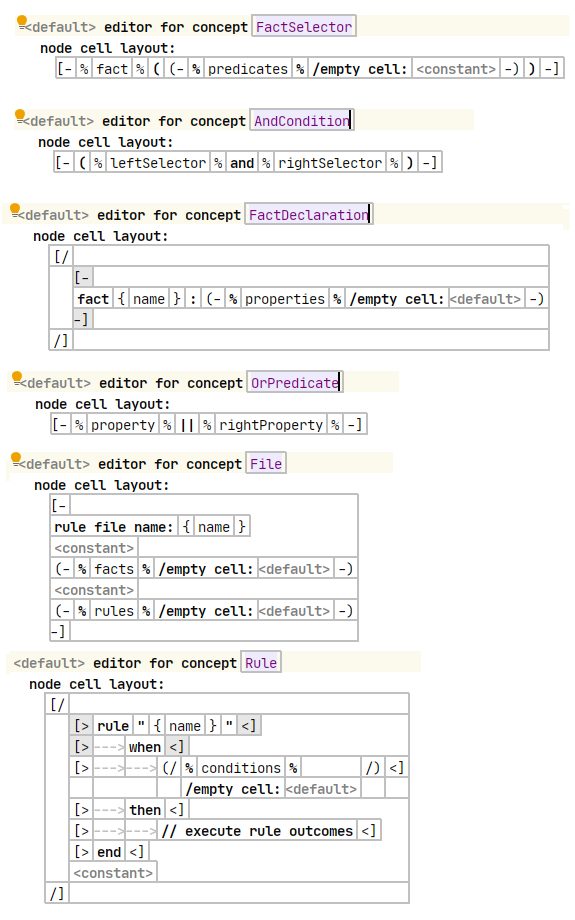 <default> editor for concept FactSelector
node cell layout:
[- % fact % ( (- % predicates % /empty cell: <constant> -) ) -]
<default> editor for concept AndCondition
node cell layout:
[- ( % leftSelector % and % rightSelector % ) -]
<default> editor for concept FactDeclaration
node cell layout:
[/
[-
fact { name } : (- % properties % /empty cell: <default> -)
-]
/]
<default> editor for concept OrPredicate
node cell layout:
[- % property % || % rightProperty % -]
<default> editor for concept File
node cell layout:
[-
rule file name: { name }
<constant>
(- % facts % /empty cell: <default> -)
<constant>
(- % rules % /empty cell: <default> -)
-]
<default> editor for concept Rule
node cell layout:
[/
[> rule " { name } " <]
[> ---> when <]
[> ---> ---> (/ % conditions % /) <]
/empty cell: <default>
[> ---> then <]
[> ---> ---> // execute rule outcomes <]
[> end <]
<constant>
/]